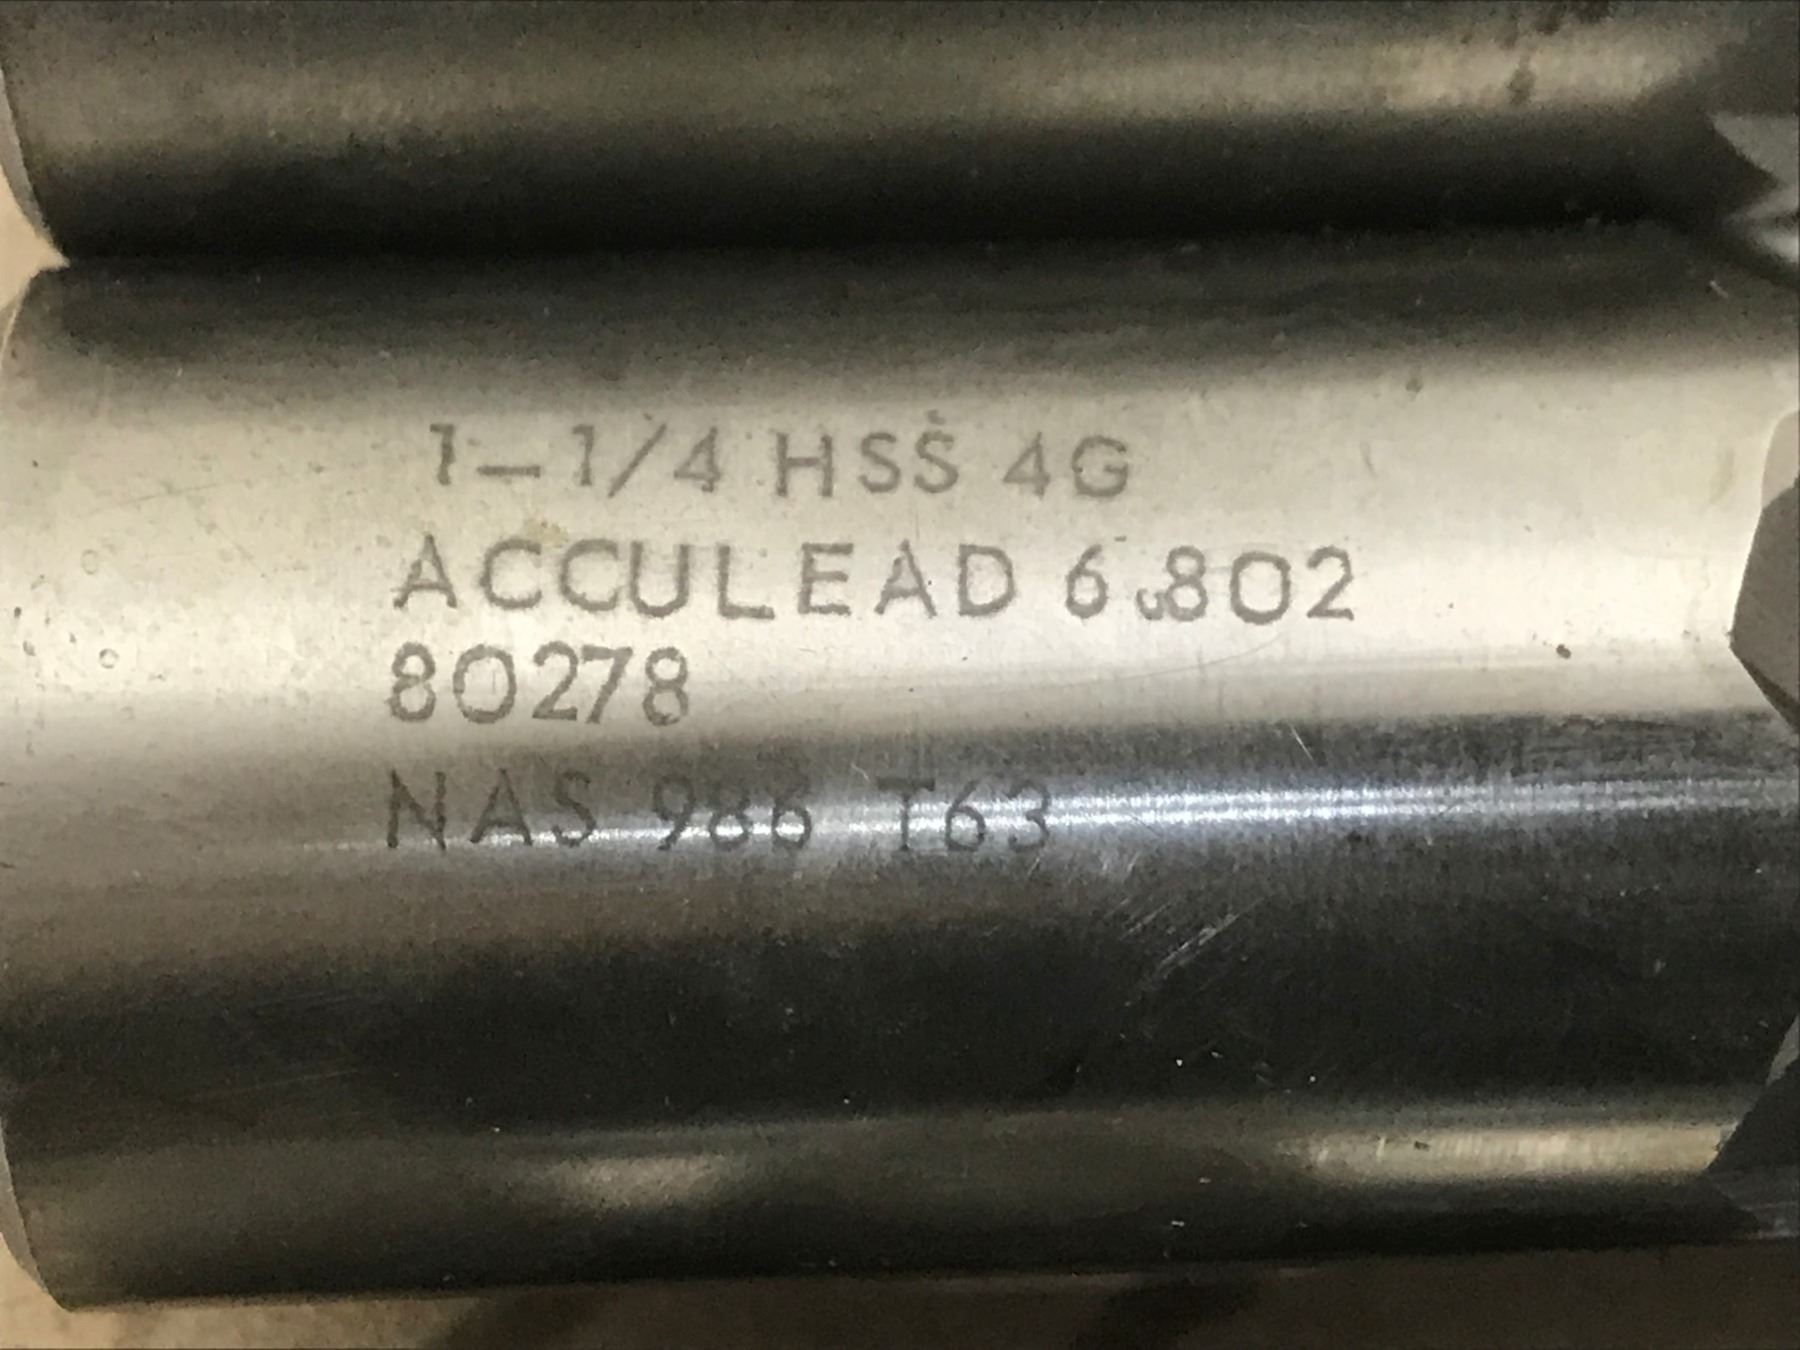 1-1/4 HSS 4G
ACCULEAD 6.802
80278
NAS 986 T63